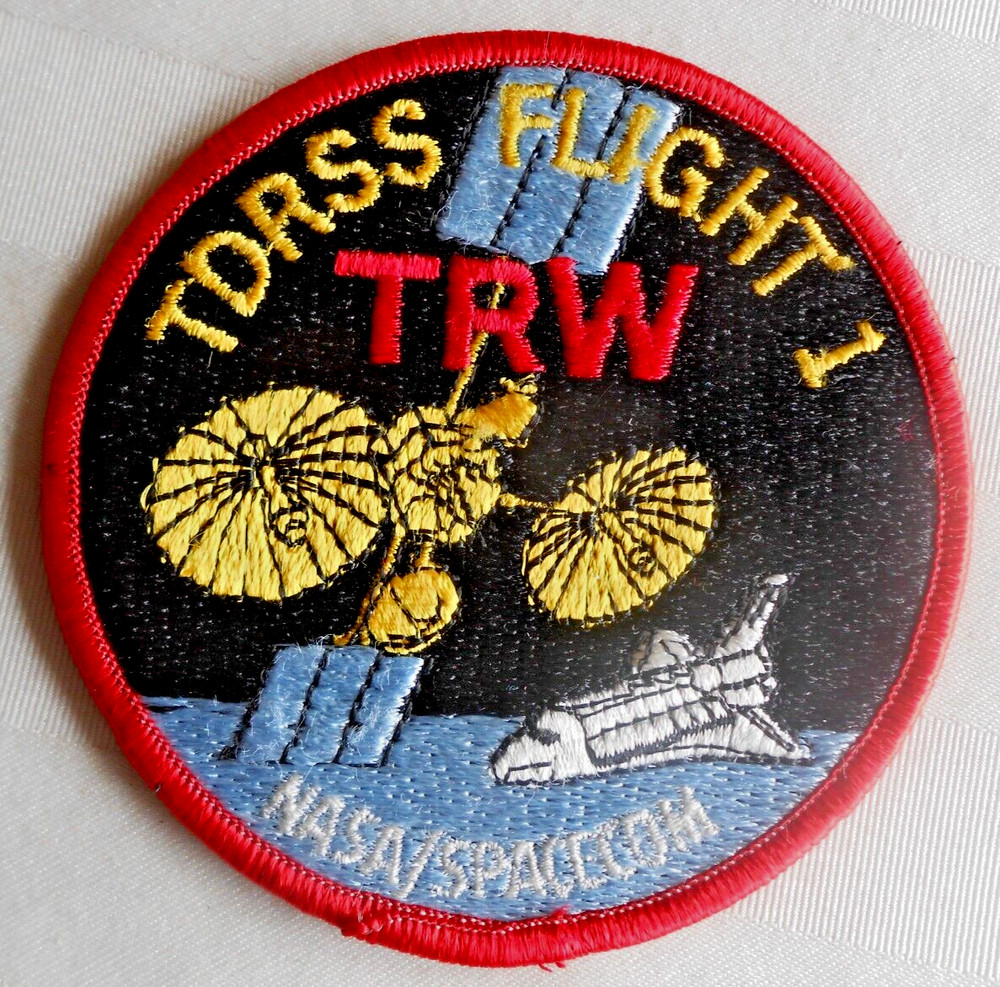 TDRSS FLIGHT 1
TRW
NASA/SPACECOM